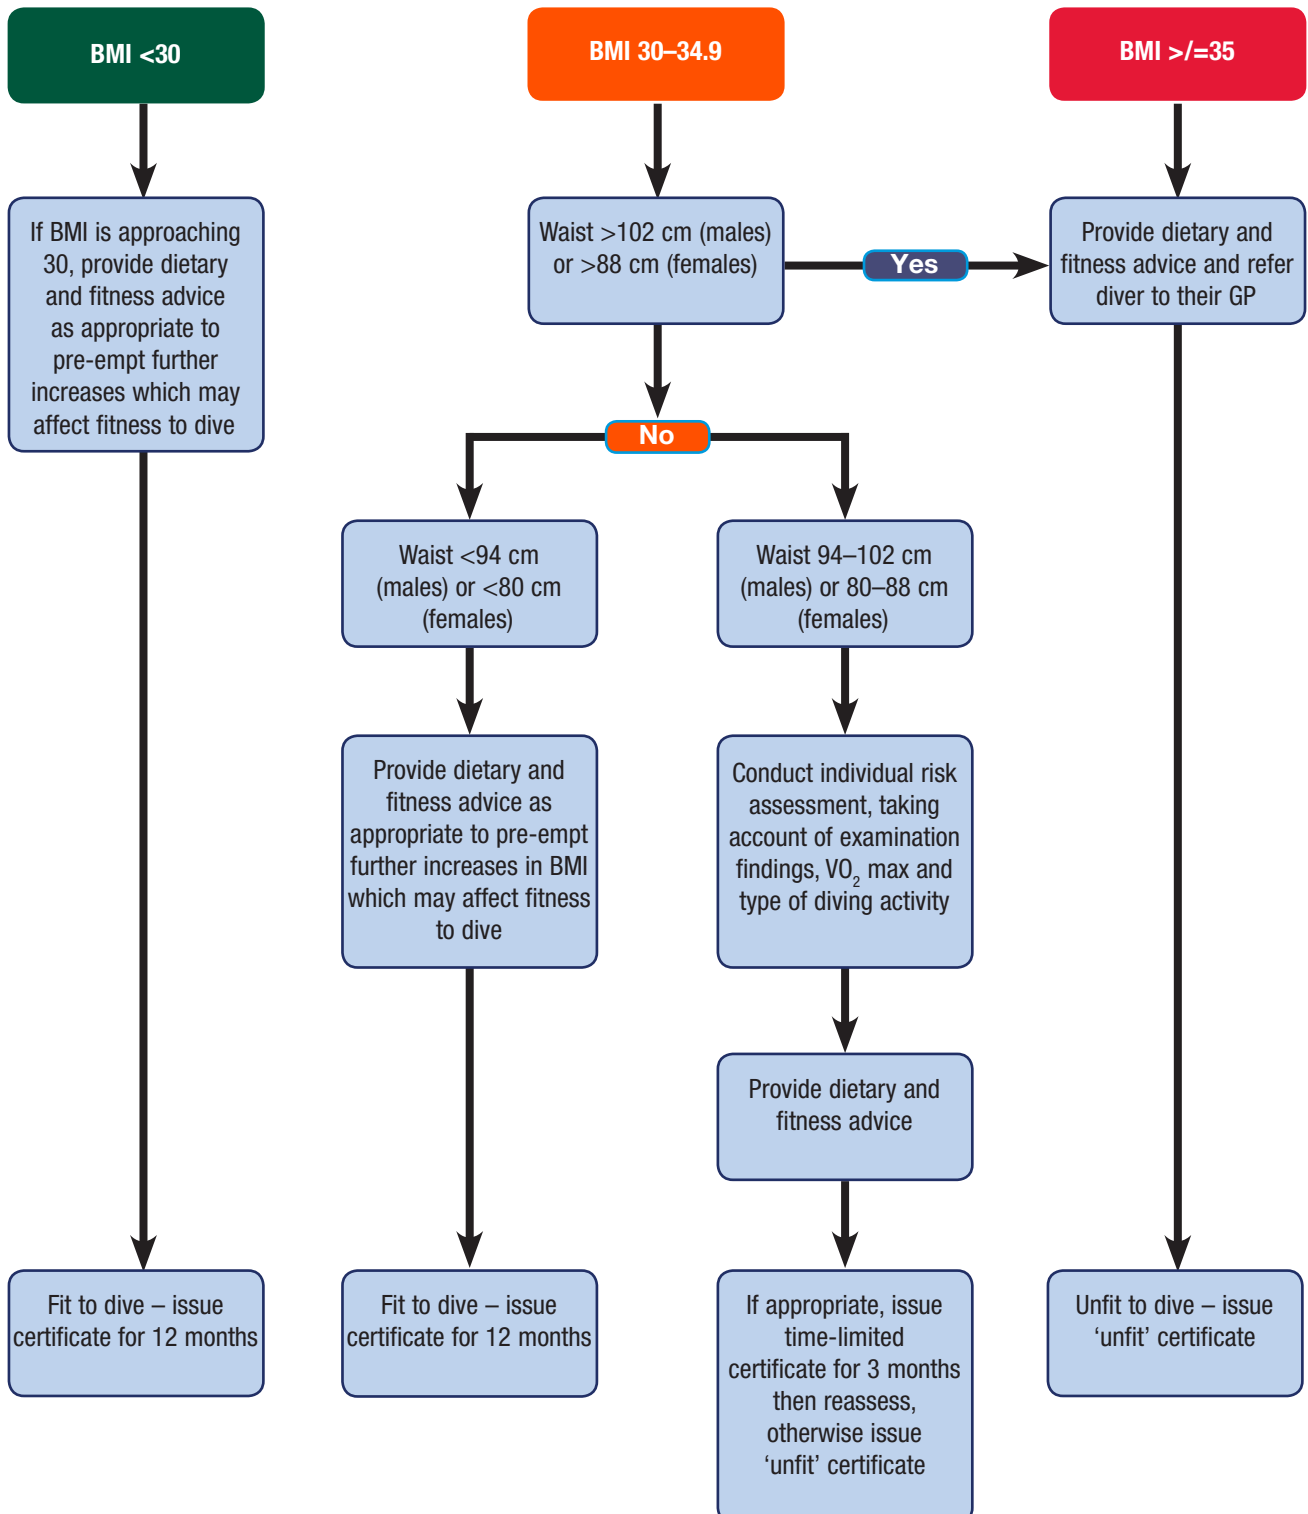 BMI <30
BMI 30–34.9
BMI >/=35
If BMI is approaching
30, provide dietary
and fitness advice
as appropriate to
pre-empt further
increases which may
affect fitness to dive
Waist >102 cm (males)
or >88 cm (females)
Yes
Provide dietary and
fitness advice and refer
diver to their GP
No
Waist <94 cm
(males) or <80 cm
(females)
Waist 94–102 cm
(males) or 80–88 cm
(females)
Provide dietary and
fitness advice as
appropriate to pre-empt
further increases in BMI
which may affect fitness
to dive
Conduct individual risk
assessment, taking
account of examination
findings, VO₂ max and
type of diving activity
Provide dietary and
fitness advice
Fit to dive – issue
certificate for 12 months
Fit to dive – issue
certificate for 12 months
If appropriate, issue
time-limited
certificate for 3 months
then reassess,
otherwise issue
‘unfit’ certificate
Unfit to dive – issue
‘unfit’ certificate